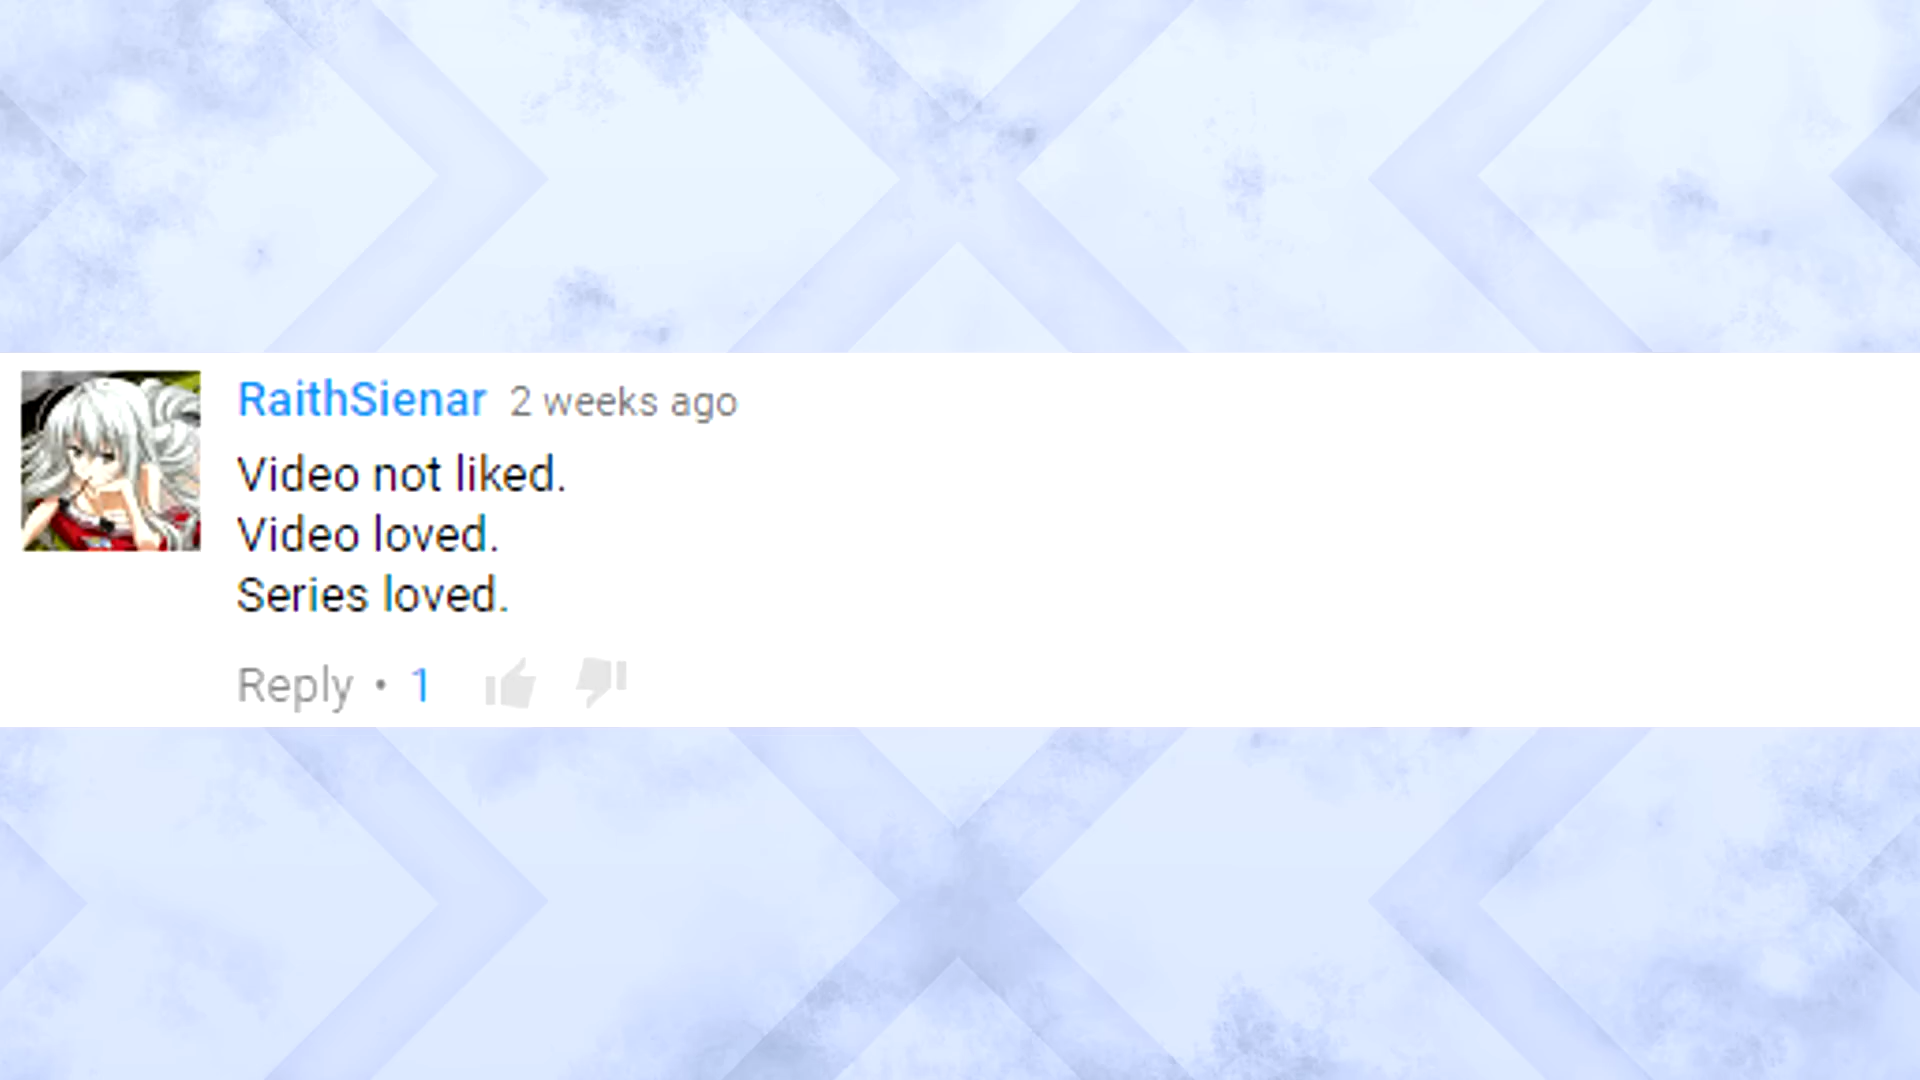 RaithSienar 2 weeks ago
Video not liked.
Video loved.
Series loved.
Reply • 1